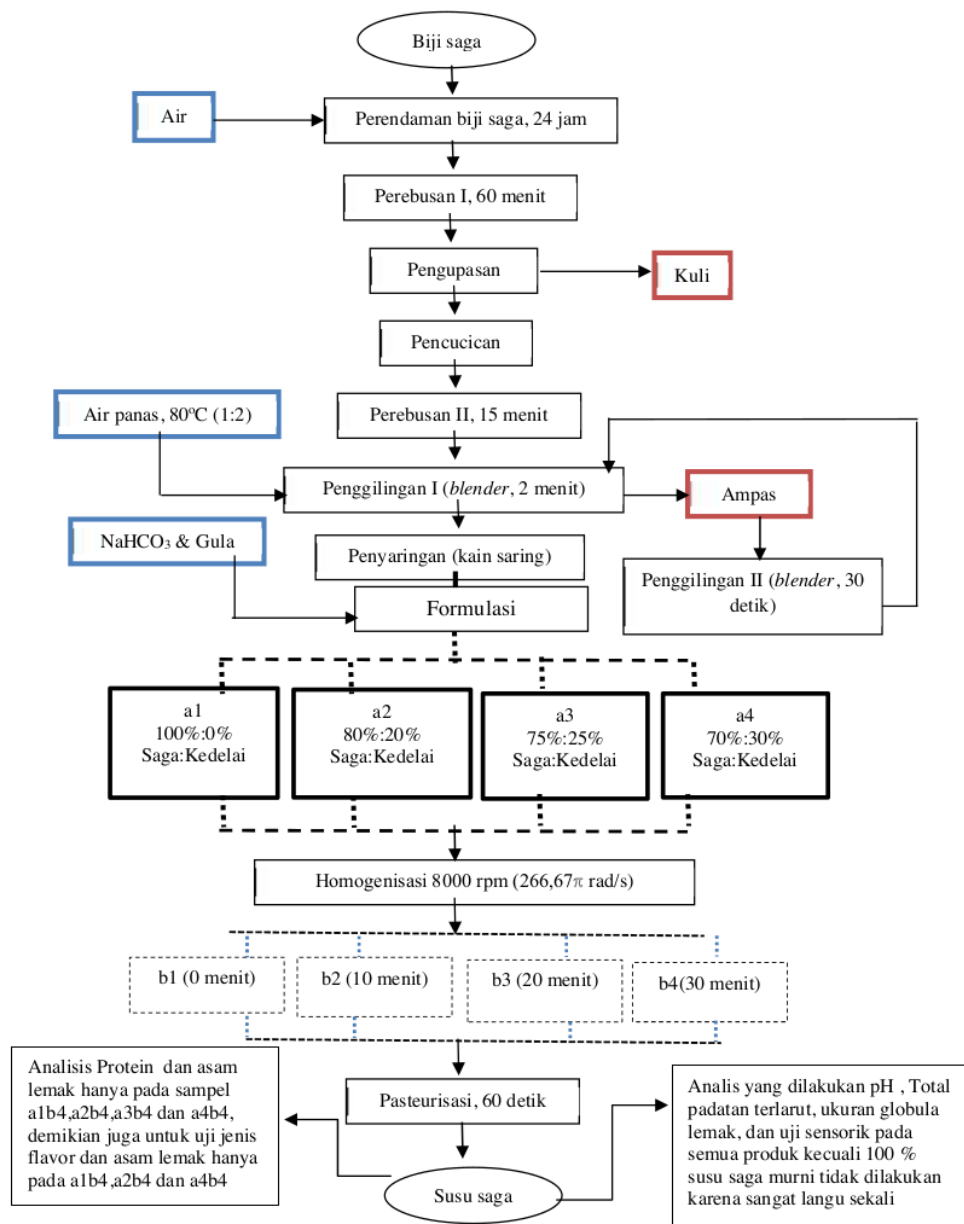 Biji saga
Air
Perendaman biji saga, 24 jam
Perebusan I, 60 menit
Pengupasan
Kuli
Pencucican
Air panas, 80°C (1:2)
Perebusan II, 15 menit
Penggilingan I (blender, 2 menit)
Ampas
NaHCO₃ & Gula
Penyaringan (kain saring)
Penggilingan II (blender, 30
detik)
Formulasi
a1
100%:0%
Saga:Kedelai
a2
80%:20%
Saga:Kedelai
a3
75%:25%
Saga:Kedelai
a4
70%:30%
Saga:Kedelai
Homogenisasi 8000 rpm (266,67π rad/s)
b1 (0 menit)
b2 (10 menit)
b3 (20 menit)
b4(30 menit)
Analisis Protein dan asam
lemak hanya pada sampel
a1b4,a2b4,a3b4 dan a4b4,
demikian juga untuk uji jenis
flavor dan asam lemak hanya
pada a1b4,a2b4 dan a4b4
Pasteurisasi, 60 detik
Susu saga
Analis yang dilakukan pH , Total
padatan terlarut, ukuran globula
lemak, dan uji sensorik pada
semua produk kecuali 100 %
susu saga murni tidak dilakukan
karena sangat langu sekali